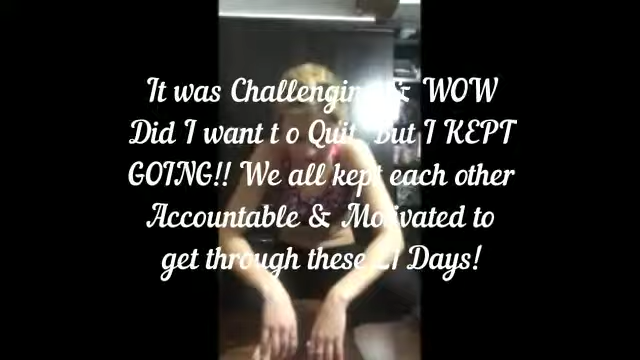 It was Challenging & WOW
Did I want t o Quit, But I KEPT
GOING!! We all kept each other
Accountable & Motivated to
get through these 21 Days!